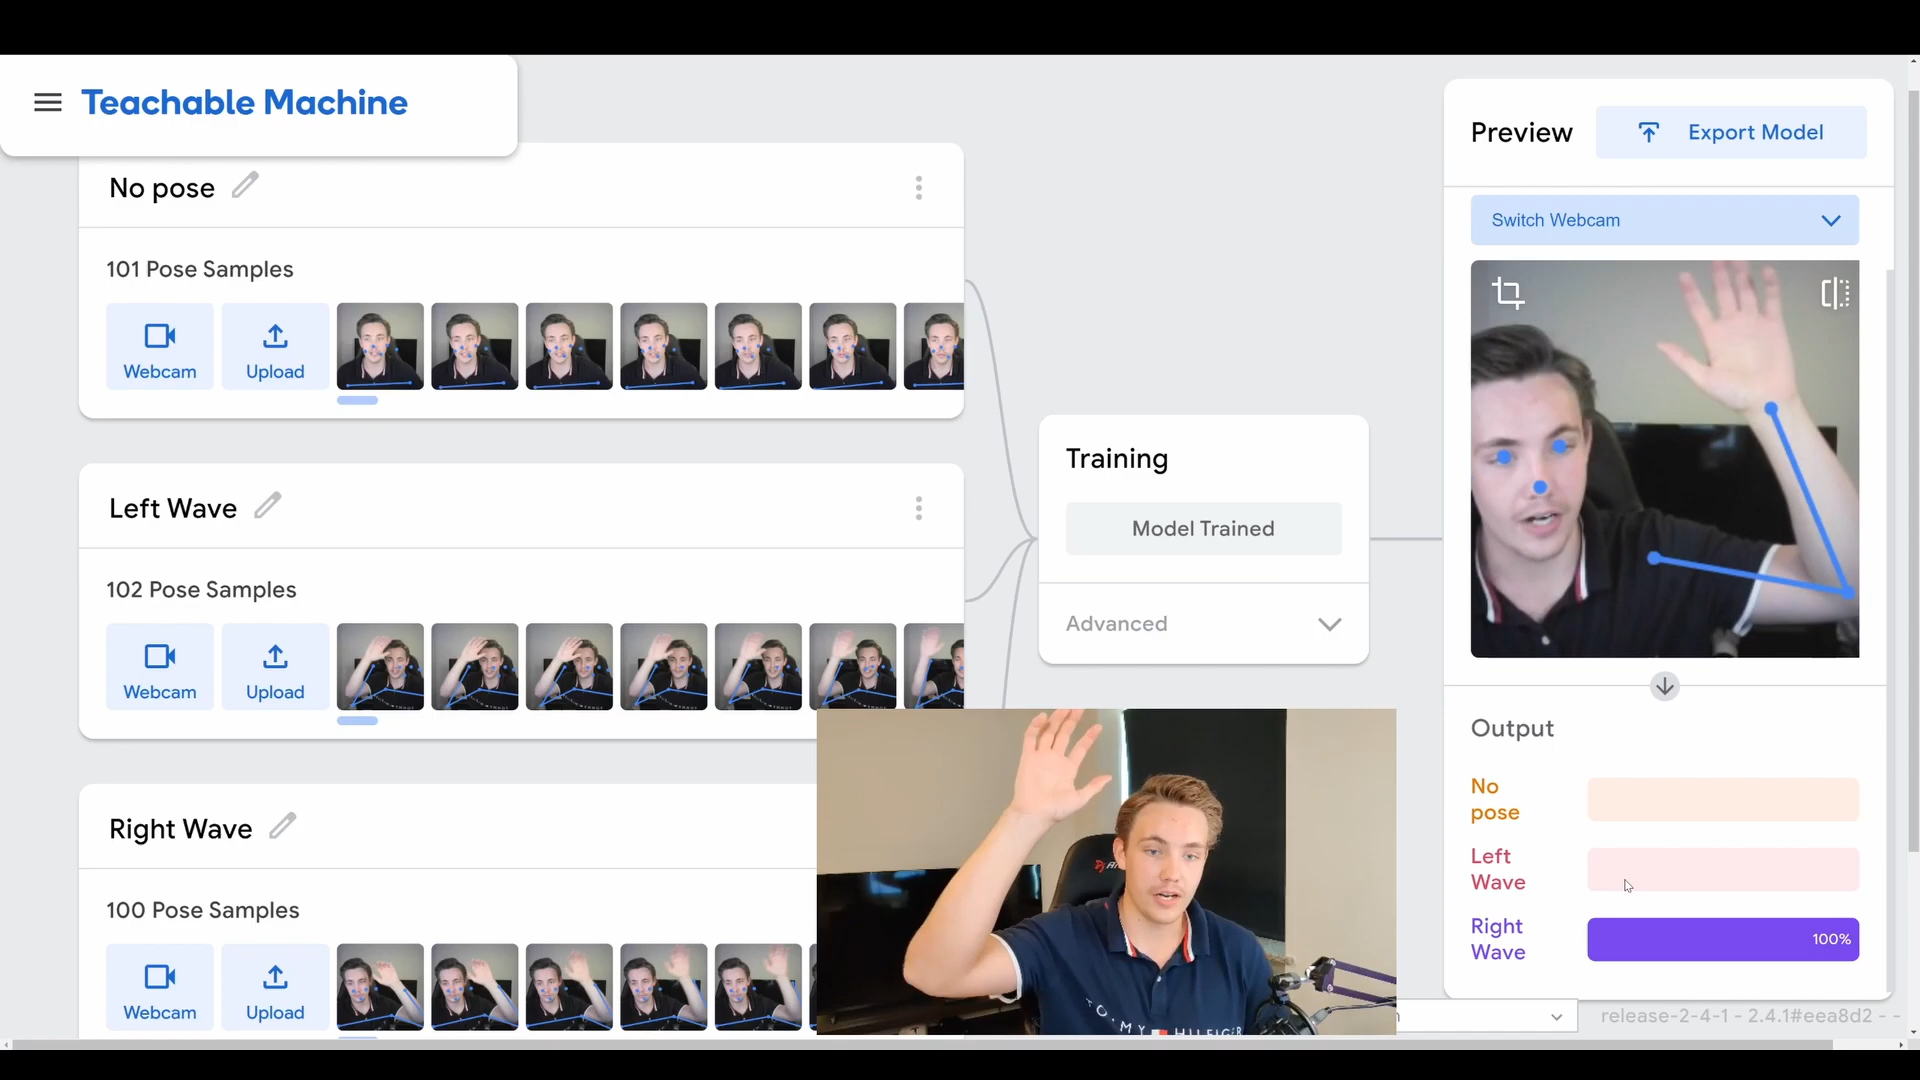 Teachable Machine
No pose
101 Pose Samples
Webcam
Upload
Left Wave
102 Pose Samples
Webcam
Upload
Right Wave
100 Pose Samples
Webcam
Upload
Training
Model Trained
Advanced
Preview
Export Model
Switch Webcam
Output
No
pose
Left
Wave
Right
Wave
100%
release-2-4-1 - 2.4.1#eea8d2 - -